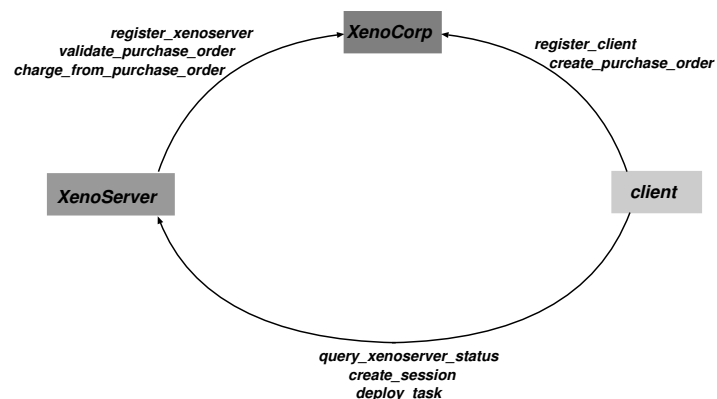 XenoCorp
register_xenoserver
validate_purchase_order
charge_from_purchase_order
register_client
create_purchase_order
XenoServer
client
query_xenoserver_status
create_session
deploy_task